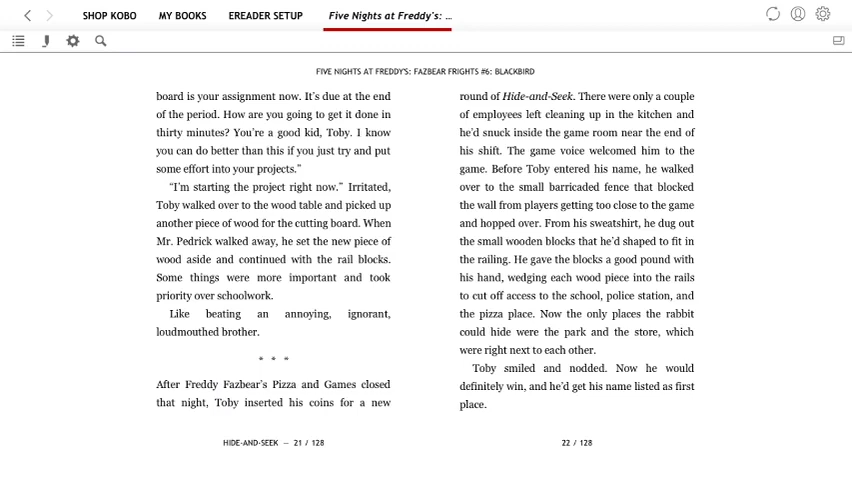 SHOP KOBO MY BOOKS EREADER SETUP Five Nights at Freddy's: ...
FIVE NIGHTS AT FREDDY'S: FAZBEAR FRIGHTS #6: BLACKBIRD
board is your assignment now. It's due at the end
of the period. How are you going to get it done in
thirty minutes? You're a good kid, Toby. I know
you can do better than this if you just try and put
some effort into your projects."
"I'm starting the project right now." Irritated,
Toby walked over to the wood table and picked up
another piece of wood for the cutting board. When
Mr. Pedrick walked away, he set the new piece of
wood aside and continued with the rail blocks.
Some things were more important and took
priority over schoolwork.
Like beating an annoying, ignorant,
loudmouthed brother.
* * *
After Freddy Fazbear's Pizza and Games closed
that night, Toby inserted his coins for a new
HIDE-AND-SEEK — 21 / 128
round of Hide-and-Seek. There were only a couple
of employees left cleaning up in the kitchen and
he'd snuck inside the game room near the end of
his shift. The game voice welcomed him to the
game. Before Toby entered his name, he walked
over to the small barricaded fence that blocked
the wall from players getting too close to the game
and hopped over. From his sweatshirt, he dug out
the small wooden blocks that he'd shaped to fit in
the railing. He gave the blocks a good pound with
his hand, wedging each wood piece into the rails
to cut off access to the school, police station, and
the pizza place. Now the only places the rabbit
could hide were the park and the store, which
were right next to each other.
Toby smiled and nodded. Now he would
definitely win, and he'd get his name listed as first
place.
22 / 128